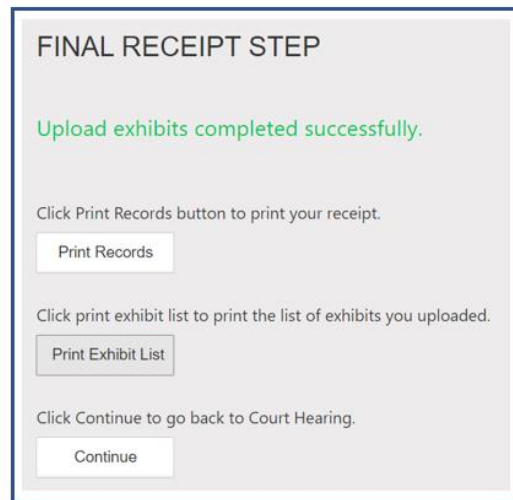 FINAL RECEIPT STEP
Upload exhibits completed successfully.
Click Print Records button to print your receipt.
Print Records
Click print exhibit list to print the list of exhibits you uploaded.
Print Exhibit List
Click Continue to go back to Court Hearing.
Continue